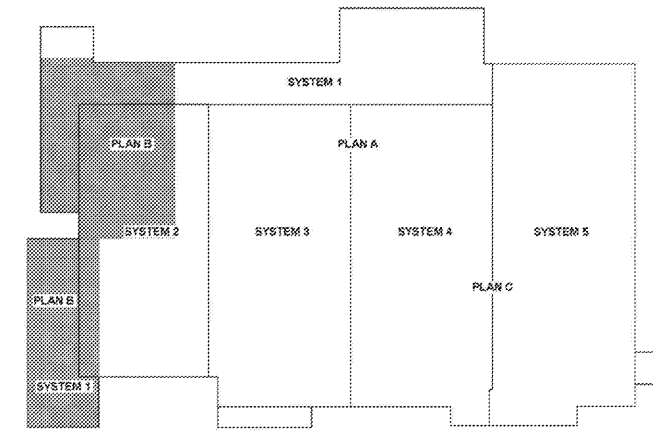 SYSTEM 1
PLAN B
PLAN A
SYSTEM 2
SYSTEM 3
SYSTEM 4
SYSTEM 5
PLAN C
PLAN B
SYSTEM 1